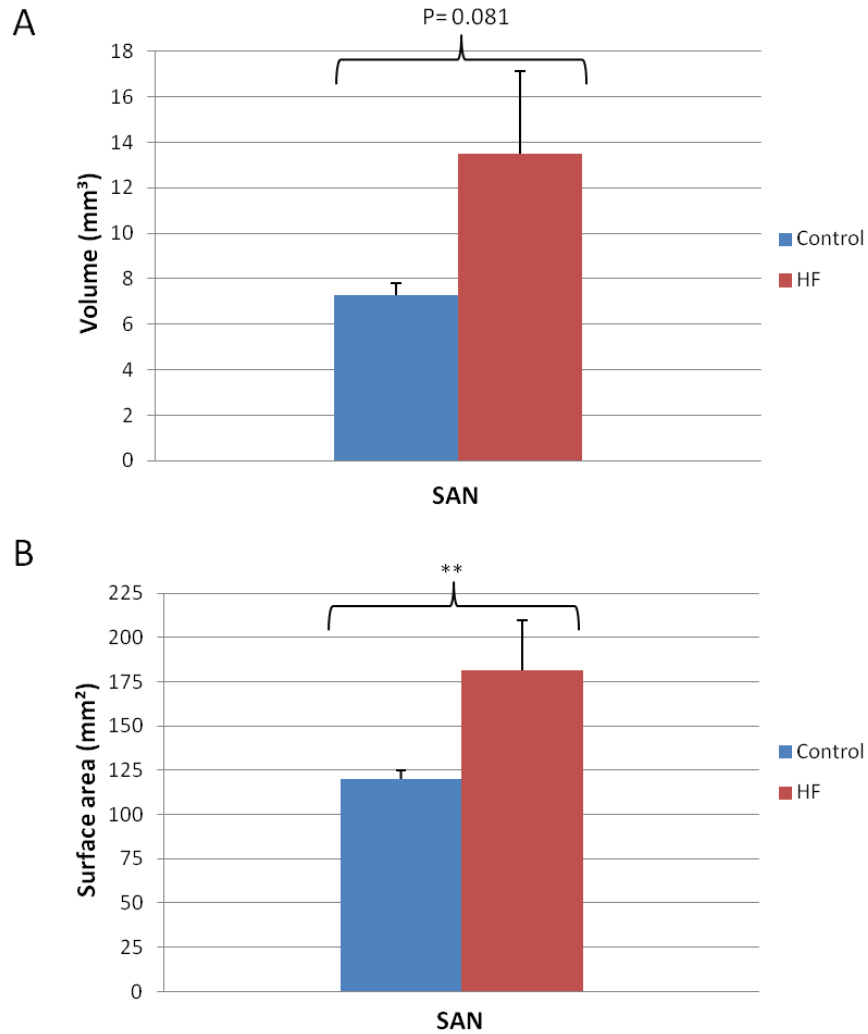 A
P= 0.081
18
16
14
12
10
8
6
4
2
0
Volume (mm³)
Control
HF
SAN
B
**
225
200
175
150
125
100
75
50
25
0
Surface area (mm²)
Control
HF
SAN